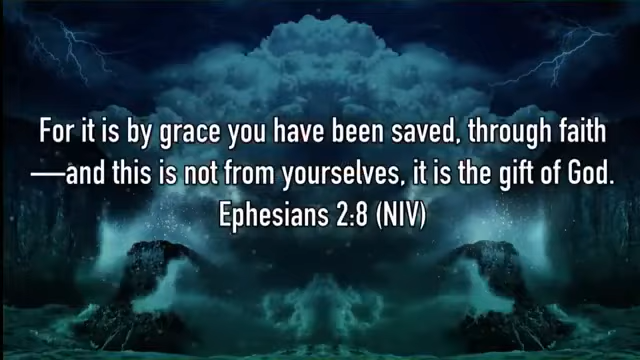 For it is by grace you have been saved, through faith
—and this is not from yourselves, it is the gift of God.
Ephesians 2:8 (NIV)